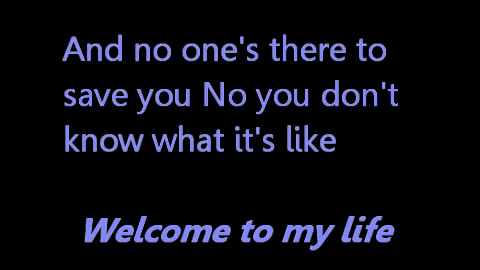 And no one's there to
save you No you don't
know what it's like
Welcome to my life